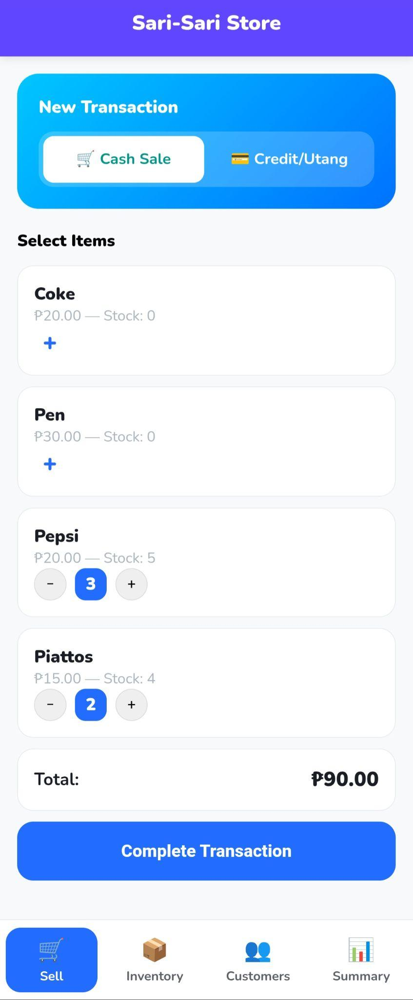 Sari-Sari Store
New Transaction
Cash Sale
Credit/Utang
Select Items
Coke
₱20.00 — Stock: 0
+
Pen
₱30.00 — Stock: 0
+
Pepsi
₱20.00 — Stock: 5
− 3 +
Piattos
₱15.00 — Stock: 4
− 2 +
Total: ₱90.00
Complete Transaction
Sell Inventory Customers Summary